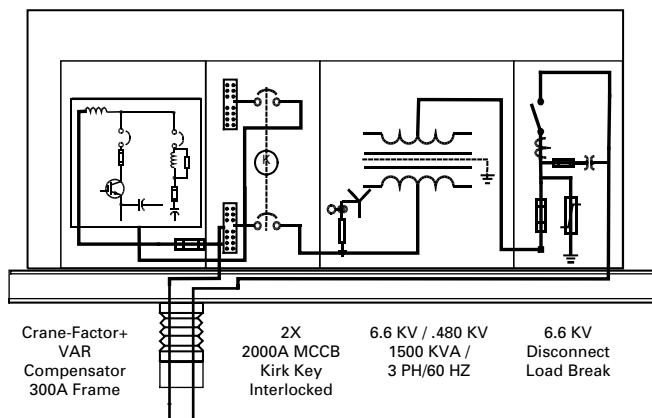 K
Crane-Factor+
VAR
Compensator
300A Frame
2X
2000A MCCB
Kirk Key
Interlocked
6.6 KV / .480 KV
1500 KVA /
3 PH/60 HZ
6.6 KV
Disconnect
Load Break